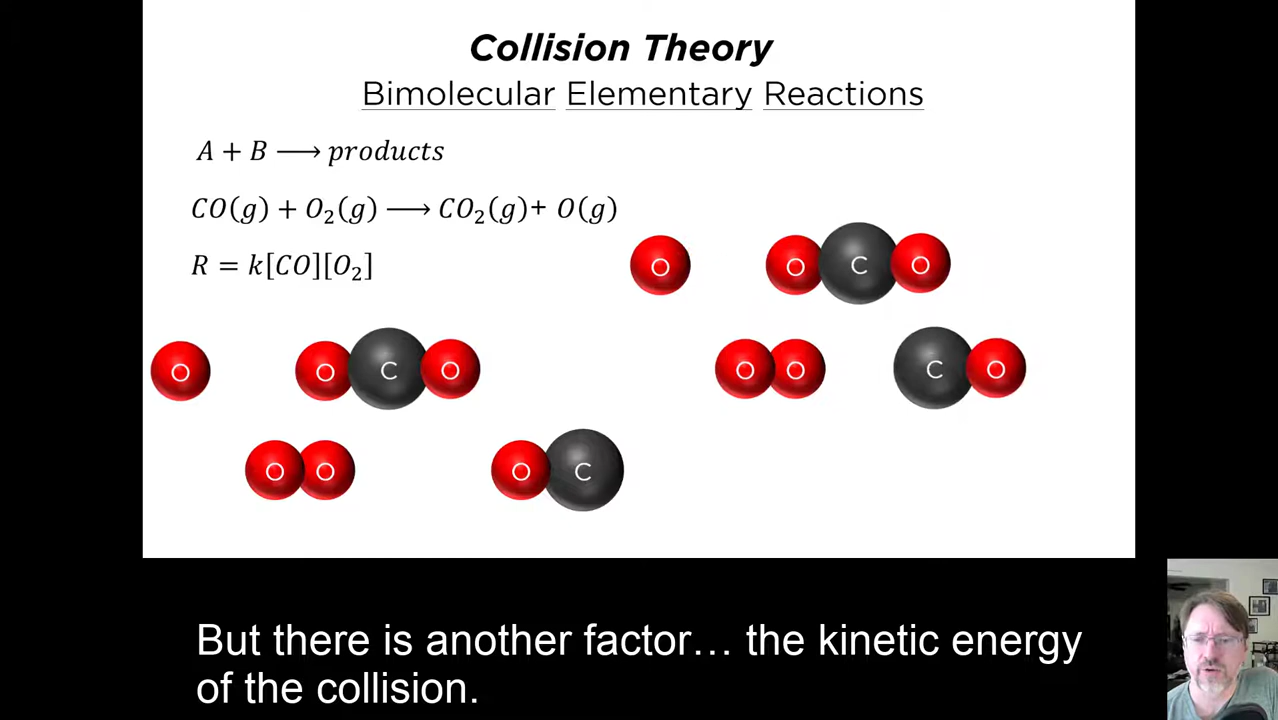 Collision Theory
Bimolecular Elementary Reactions
A + B ⟶ products
CO(g) + O₂(g) ⟶ CO₂(g)+ O(g)
R = k[CO][O₂]
O O C O
O O C O O O C O
O O O C
But there is another factor… the kinetic energy
of the collision.